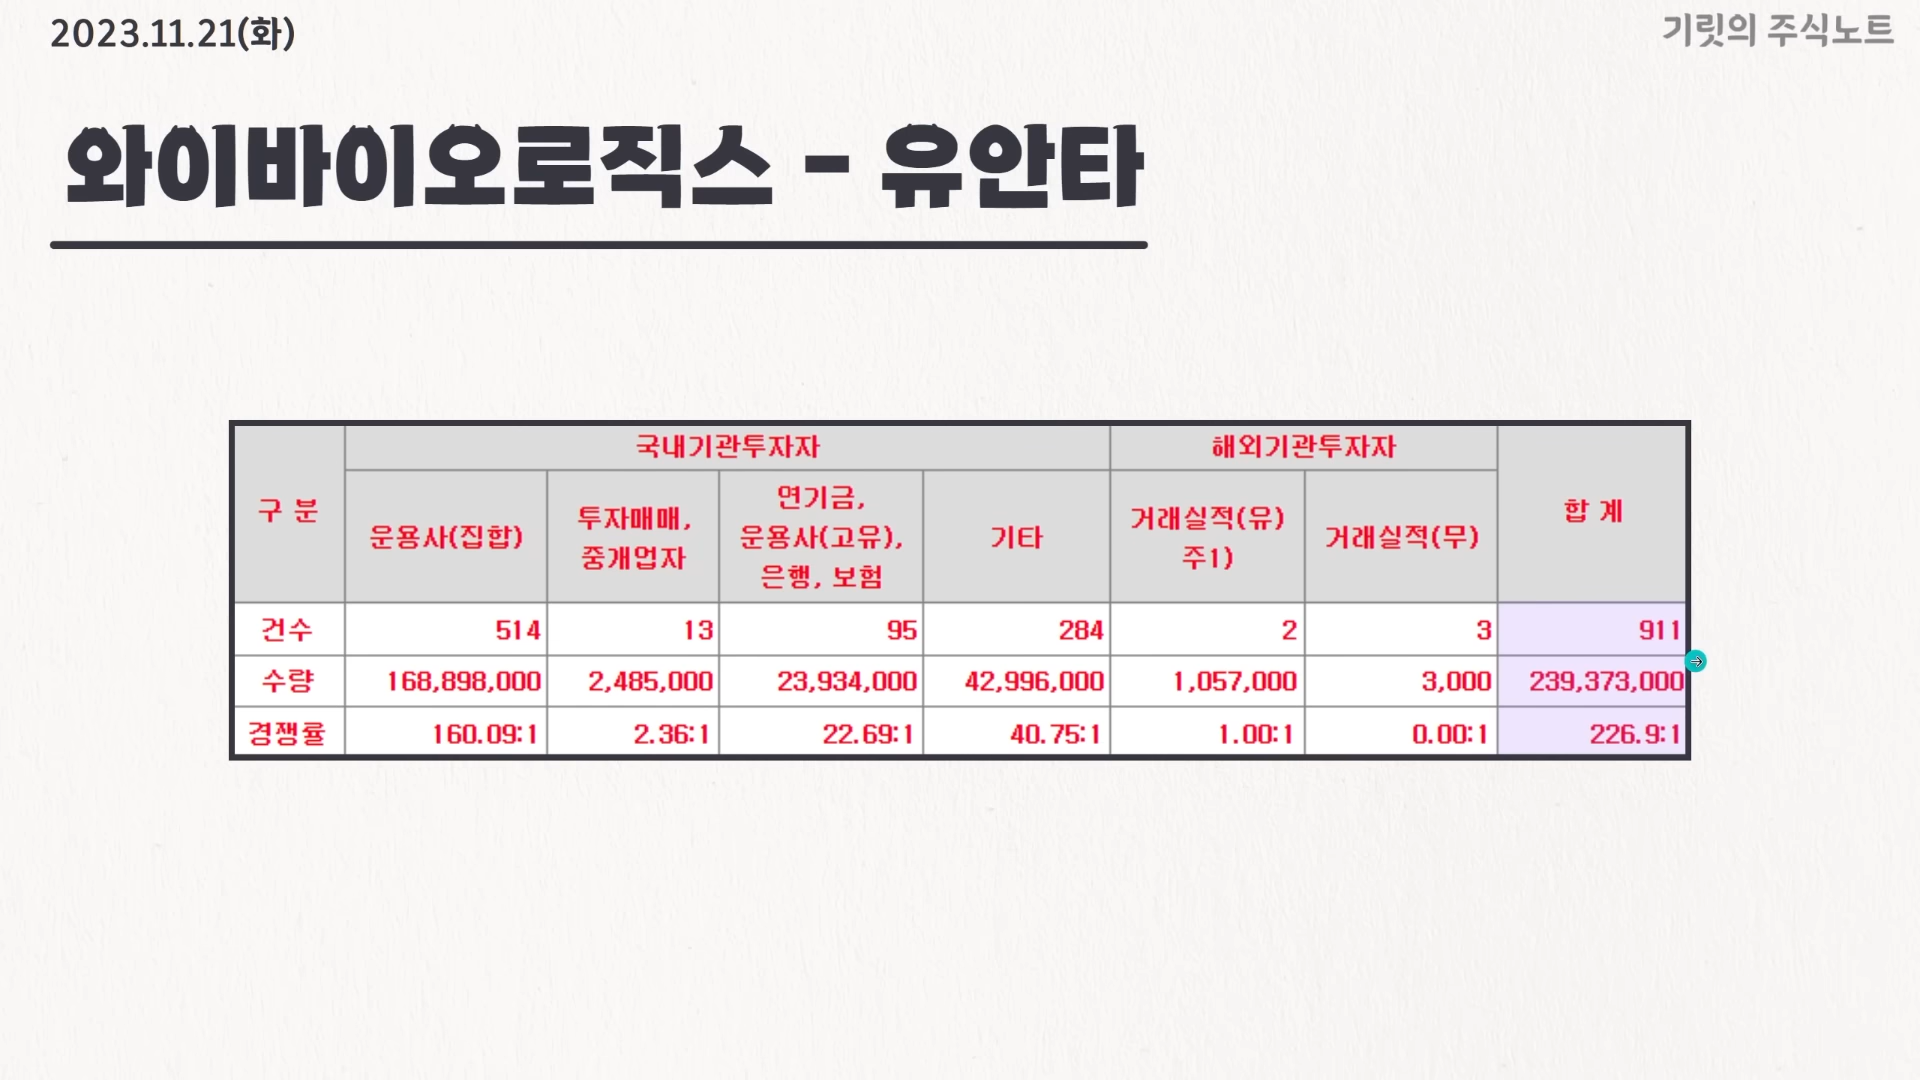 2023.11.21(화)
기릿의 주식노트
와이바이오로직스 - 유안타
구 분 국내기관투자자 해외기관투자자 합 계
운용사(집합) 투자매매, 중개업자 연기금, 운용사(고유), 은행, 보험 기타 거래실적(유) 주1) 거래실적(무)
건수 514 13 95 284 2 3 911
수량 168,898,000 2,485,000 23,934,000 42,996,000 1,057,000 3,000 239,373,000
경쟁률 160.09:1 2.36:1 22.69:1 40.75:1 1.00:1 0.00:1 226.9:1